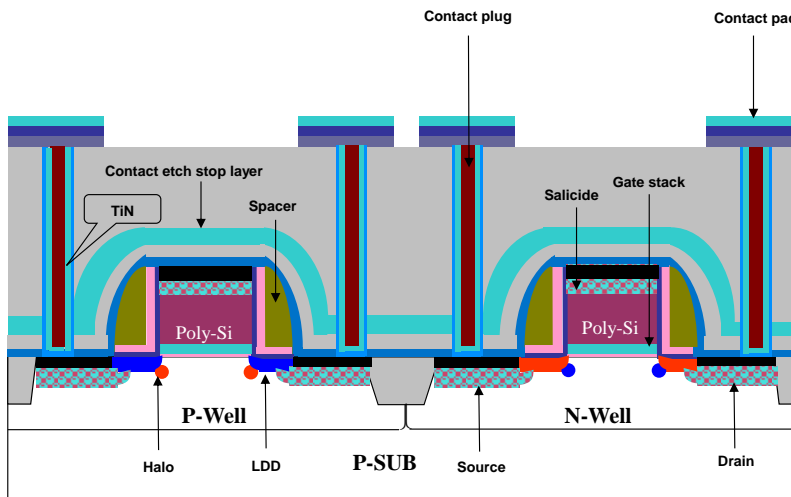 Contact plug
Contact pad
Contact etch stop layer
TiN
Spacer
Salicide
Gate stack
Poly-Si
Poly-Si
P-Well
N-Well
Halo
LDD
P-SUB
Source
Drain